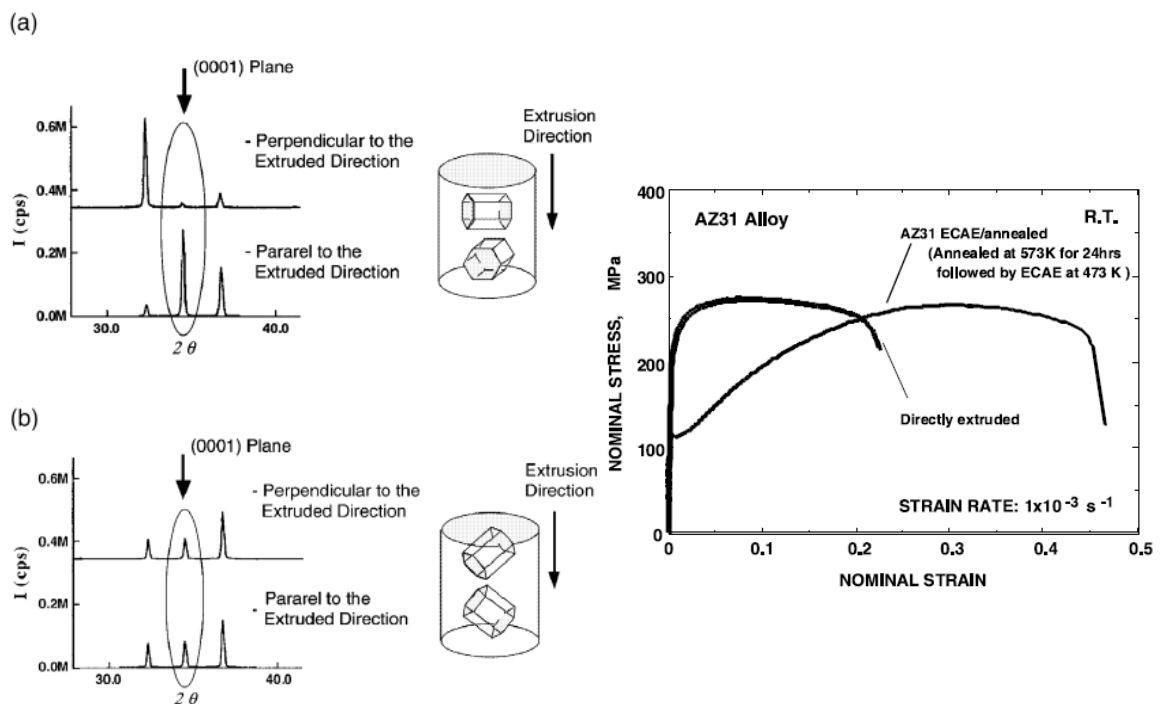 (a)
(0001) Plane
0.6M
0.4M
0.2M
0.0M
I (cps)
- Perpendicular to the
Extruded Direction
- Pararel to the
Extruded Direction
30.0
40.0
2 θ
Extrusion
Direction
(b)
(0001) Plane
0.6M
0.4M
0.2M
0.0M
I (cps)
- Perpendicular to the
Extruded Direction
- Pararel to the
Extruded Direction
30.0
40.0
2 θ
Extrusion
Direction
400
350
300
250
200
100
0
NOMINAL STRESS, MPa
AZ31 Alloy
R.T.
AZ31 ECAE/annealed
(Annealed at 573K for 24hrs
followed by ECAE at 473 K )
Directly extruded
STRAIN RATE: 1x10⁻³ s⁻¹
0
0.1
0.2
0.3
0.4
0.5
NOMINAL STRAIN